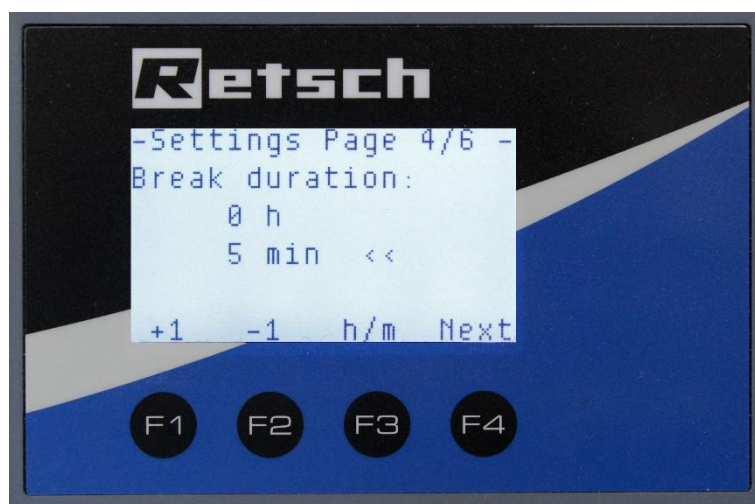 Retsch
-Settings Page 4/6 -
Break duration:
0 h
5 min <<
+1 -1 h/m Next
F1 F2 F3 F4